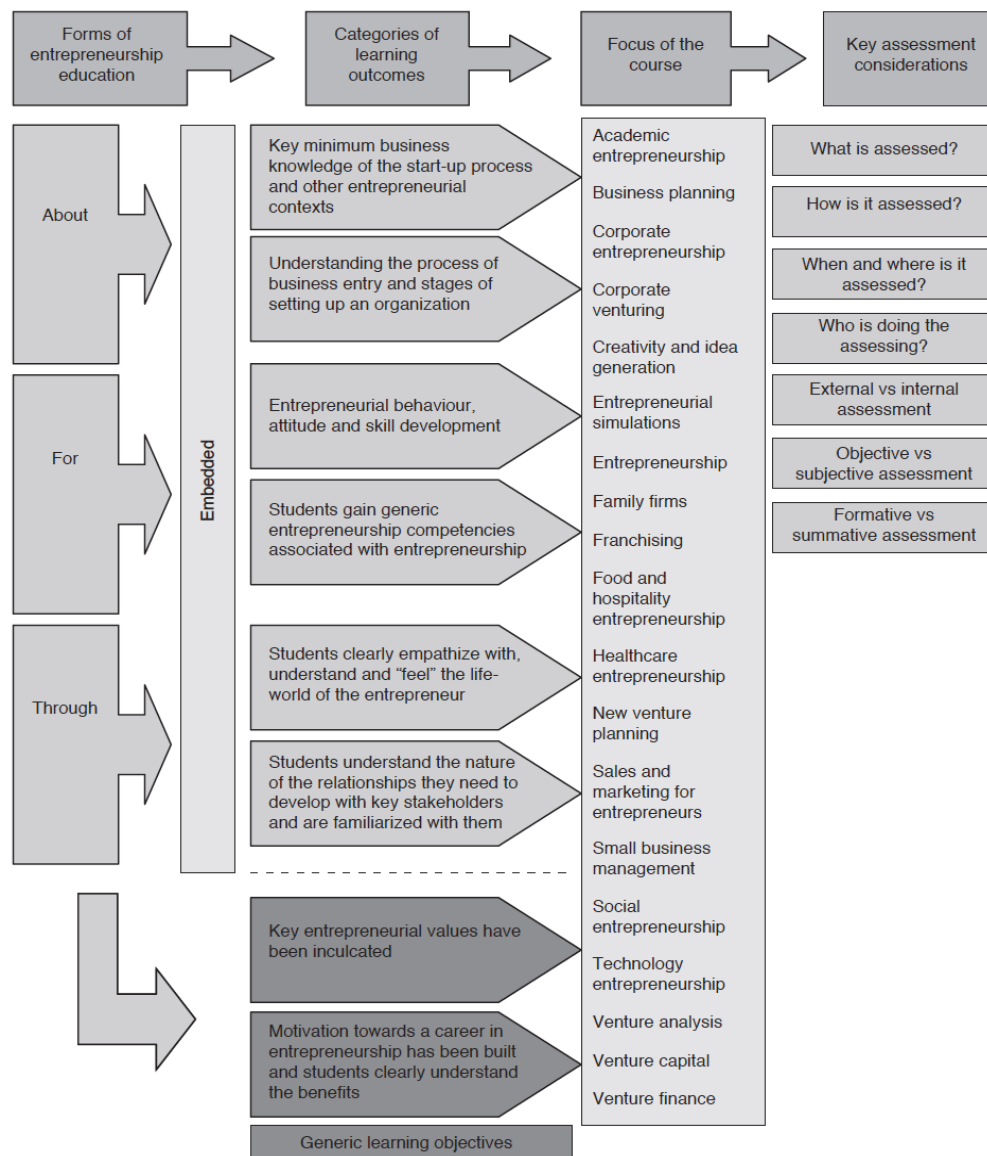 Forms of
entrepreneurship
education
Categories of
learning
outcomes
Focus of the
course
Key assessment
considerations
About
For
Through
Embedded
Key minimum business
knowledge of the start-up process
and other entrepreneurial
contexts
Understanding the process of
business entry and stages of
setting up an organization
Entrepreneurial behaviour,
attitude and skill development
Students gain generic
entrepreneurship competencies
associated with entrepreneurship
Students clearly empathize with,
understand and “feel” the life-
world of the entrepreneur
Students understand the nature
of the relationships they need to
develop with key stakeholders
and are familiarized with them
Key entrepreneurial values have
been inculcated
Motivation towards a career in
entrepreneurship has been built
and students clearly understand
the benefits
Generic learning objectives
Academic
entrepreneurship
Business planning
Corporate
entrepreneurship
Corporate
venturing
Creativity and idea
generation
Entrepreneurial
simulations
Entrepreneurship
Family firms
Franchising
Food and
hospitality
entrepreneurship
Healthcare
entrepreneurship
New venture
planning
Sales and
marketing for
entrepreneurs
Small business
management
Social
entrepreneurship
Technology
entrepreneurship
Venture analysis
Venture capital
Venture finance
What is assessed?
How is it assessed?
When and where is it
assessed?
Who is doing the
assessing?
External vs internal
assessment
Objective vs
subjective assessment
Formative vs
summative assessment